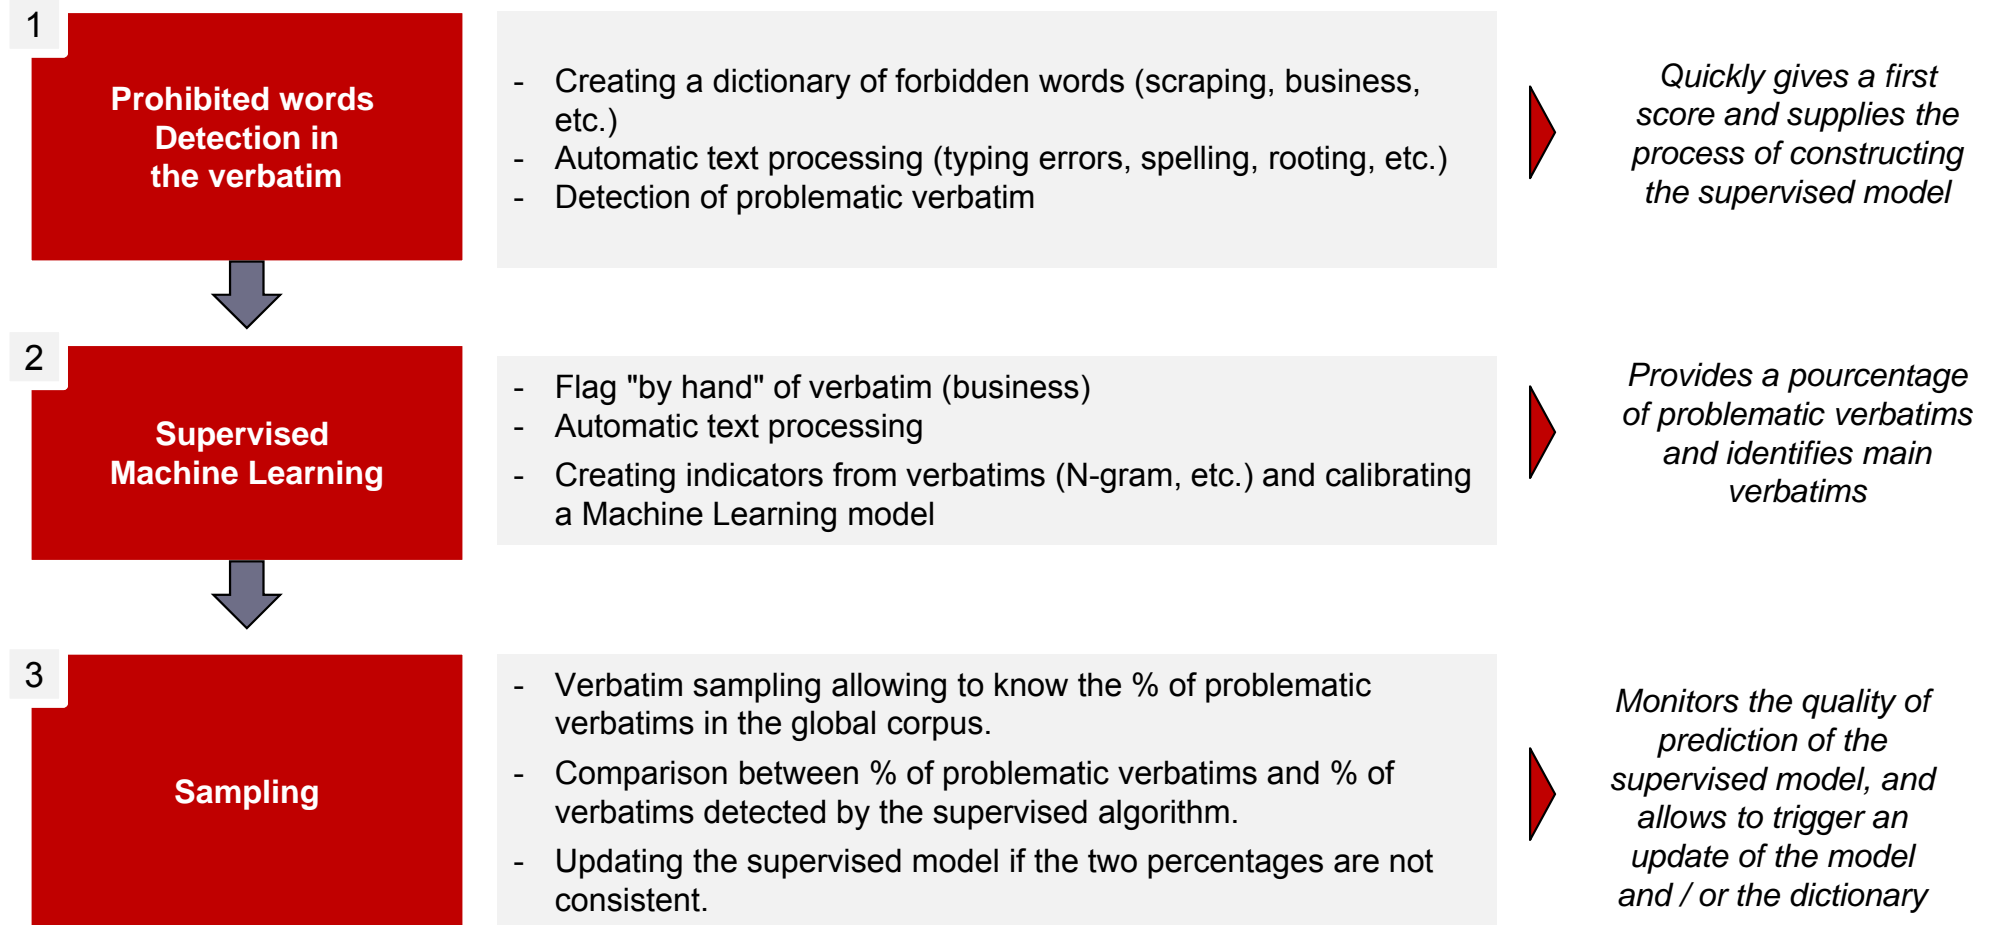 1
Prohibited words
Detection in
the verbatim
- Creating a dictionary of forbidden words (scraping, business,
etc.)
- Automatic text processing (typing errors, spelling, rooting, etc.)
- Detection of problematic verbatim
Quickly gives a first
score and supplies the
process of constructing
the supervised model
2
Supervised
Machine Learning
- Flag "by hand" of verbatim (business)
- Automatic text processing
- Creating indicators from verbatims (N-gram, etc.) and calibrating
a Machine Learning model
Provides a pourcentage
of problematic verbatims
and identifies main
verbatims
3
Sampling
- Verbatim sampling allowing to know the % of problematic
verbatims in the global corpus.
- Comparison between % of problematic verbatims and % of
verbatims detected by the supervised algorithm.
- Updating the supervised model if the two percentages are not
consistent.
Monitors the quality of
prediction of the
supervised model, and
allows to trigger an
update of the model
and / or the dictionary